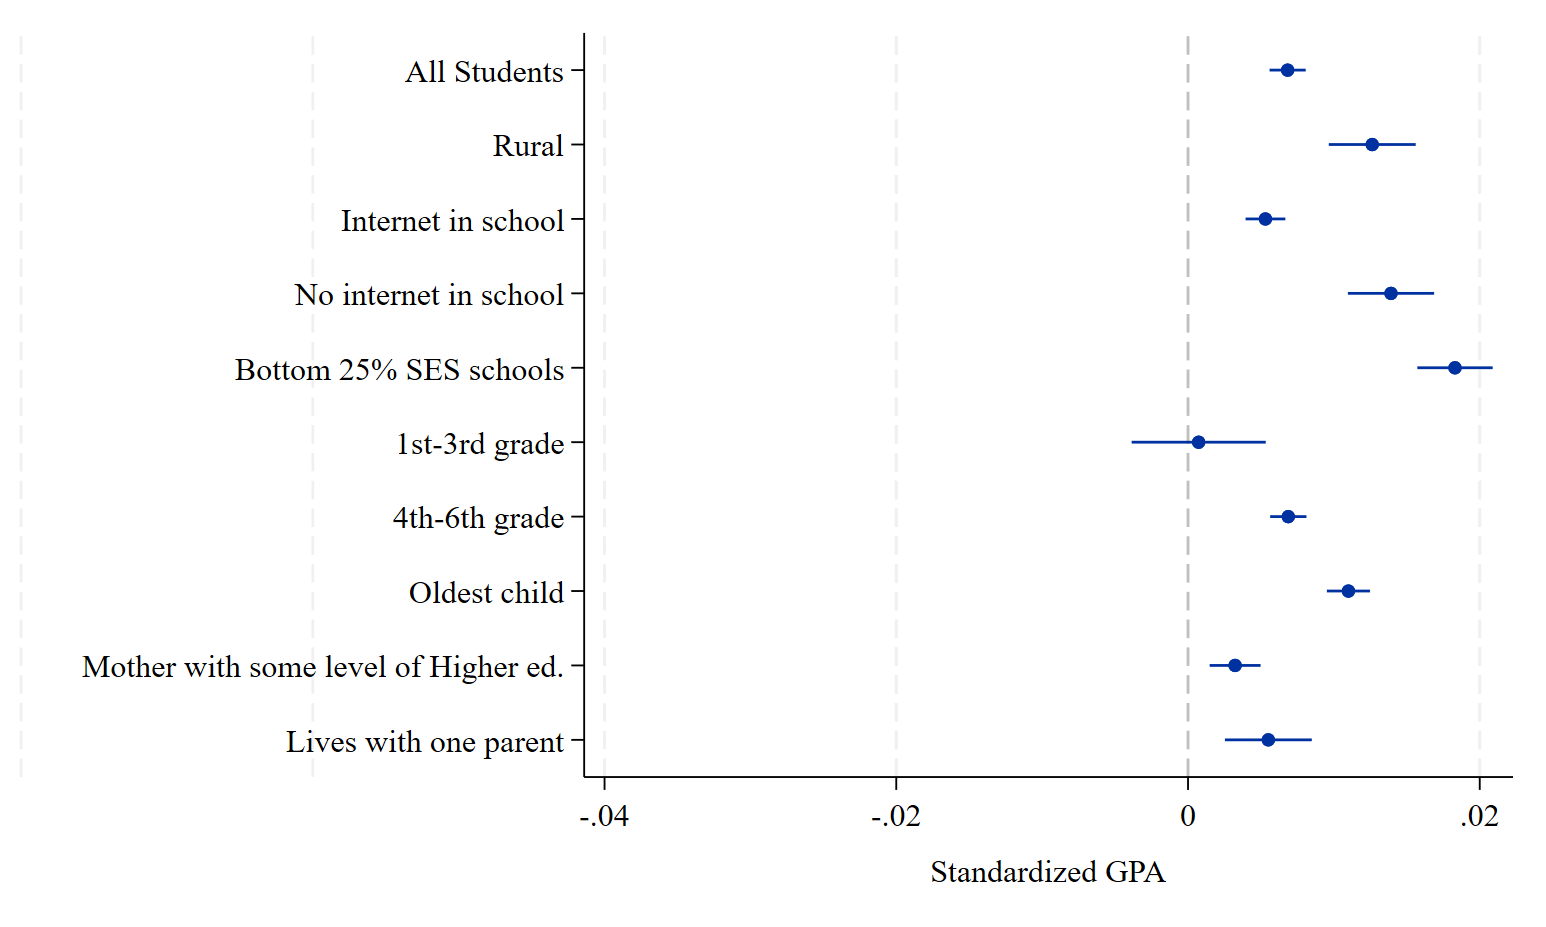 All Students
Rural
Internet in school
No internet in school
Bottom 25% SES schools
1st-3rd grade
4th-6th grade
Oldest child
Mother with some level of Higher ed.
Lives with one parent
-.04 -.02 0 .02
Standardized GPA